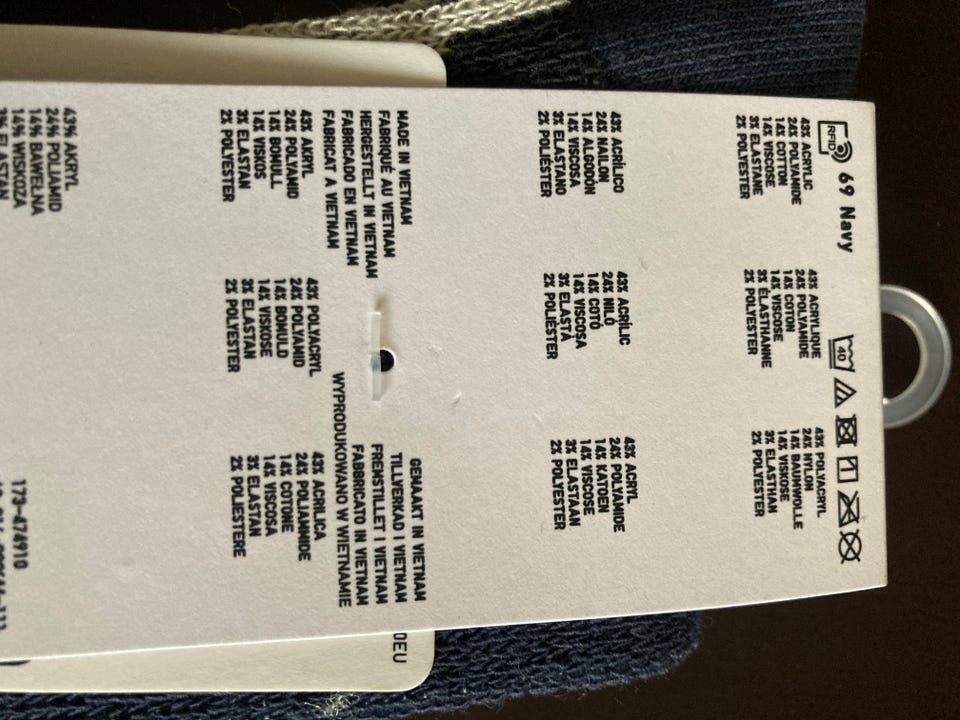 RFID 69 Navy
40
43% ACRYLIC
24% POLYAMIDE
14% COTTON
14% VISCOSE
3% ELASTANE
2% POLYESTER
43% ACRYLIQUE
24% POLYAMIDE
14% COTON
14% VISCOSE
3% ÉLASTHANNE
2% POLYESTER
43% POLYACRYL
24% NYLON
14% BAUMWOLLE
14% VISKOSE
3% ELASTHAN
2% POLYESTER
43% ACRÍLICO
24% NAILON
14% ALGODÓN
14% VISCOSA
3% ELASTANO
2% POLIÉSTER
43% ACRÍLIC
24% NILÓ
14% COTÓ
14% VISCOSA
3% ELASTÀ
2% POLIÈSTER
43% ACRYL
24% POLYAMIDE
14% KATOEN
14% VISCOSE
3% ELASTAAN
2% POLYESTER
MADE IN VIETNAM
FABRIQUÉ AU VIETNAM
HERGESTELLT IN VIETNAM
FABRICADO EN VIETNAM
FABRICAT A VIETNAM
GEMAAKT IN VIETNAM
TILLVERKAD I VIETNAM
FREMSTILLET I VIETNAM
FABBRICATO IN VIETNAM
WYPRODUKOWANO W WIETNAMIE
43% AKRYL
24% POLYAMID
14% BOMULL
14% VISKOS
3% ELASTAN
2% POLYESTER
43% POLYACRYL
24% POLYAMID
14% BOMULD
14% VISKOSE
3% ELASTAN
2% POLYESTER
43% ACRILICA
24% POLIAMMIDE
14% COTONE
14% VISCOSA
3% ELASTAN
2% POLIESTERE
43% AKRYL
24% POLIAMID
14% BAWEŁNA
14% WISKOZA
3% ELASTAN
173-474910
0EU